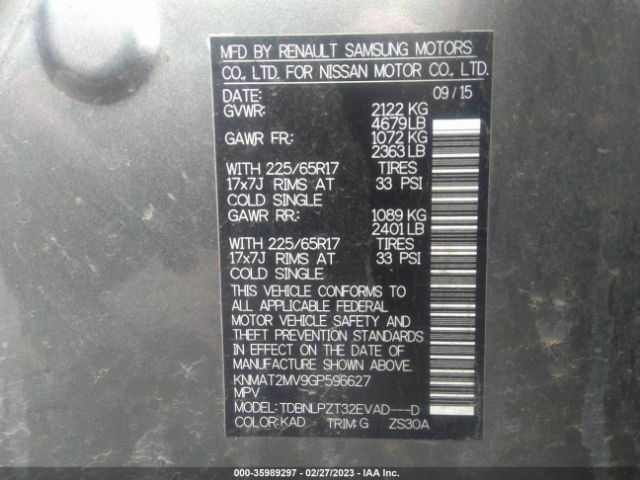 MFD BY RENAULT SAMSUNG MOTORS
CO., LTD. FOR NISSAN MOTOR CO., LTD.
DATE: 09/15
GVWR: 2122 KG
4679 LB
GAWR FR: 1072 KG
2363 LB
WITH 225/65R17 TIRES
17x7J RIMS AT 33 PSI
COLD SINGLE
GAWR RR: 1089 KG
2401 LB
WITH 225/65R17 TIRES
17x7J RIMS AT 33 PSI
COLD SINGLE
THIS VEHICLE CONFORMS TO
ALL APPLICABLE FEDERAL
MOTOR VEHICLE SAFETY AND
THEFT PREVENTION STANDARDS
IN EFFECT ON THE DATE OF
MANUFACTURE SHOWN ABOVE.
KNMAT2MV9GP596627
MPV
MODEL: TDBNLPZT32EVAD---D
COLOR: KAD TRIM: G ZS30A
000-35989297 - 02/27/2023 - IAA Inc.